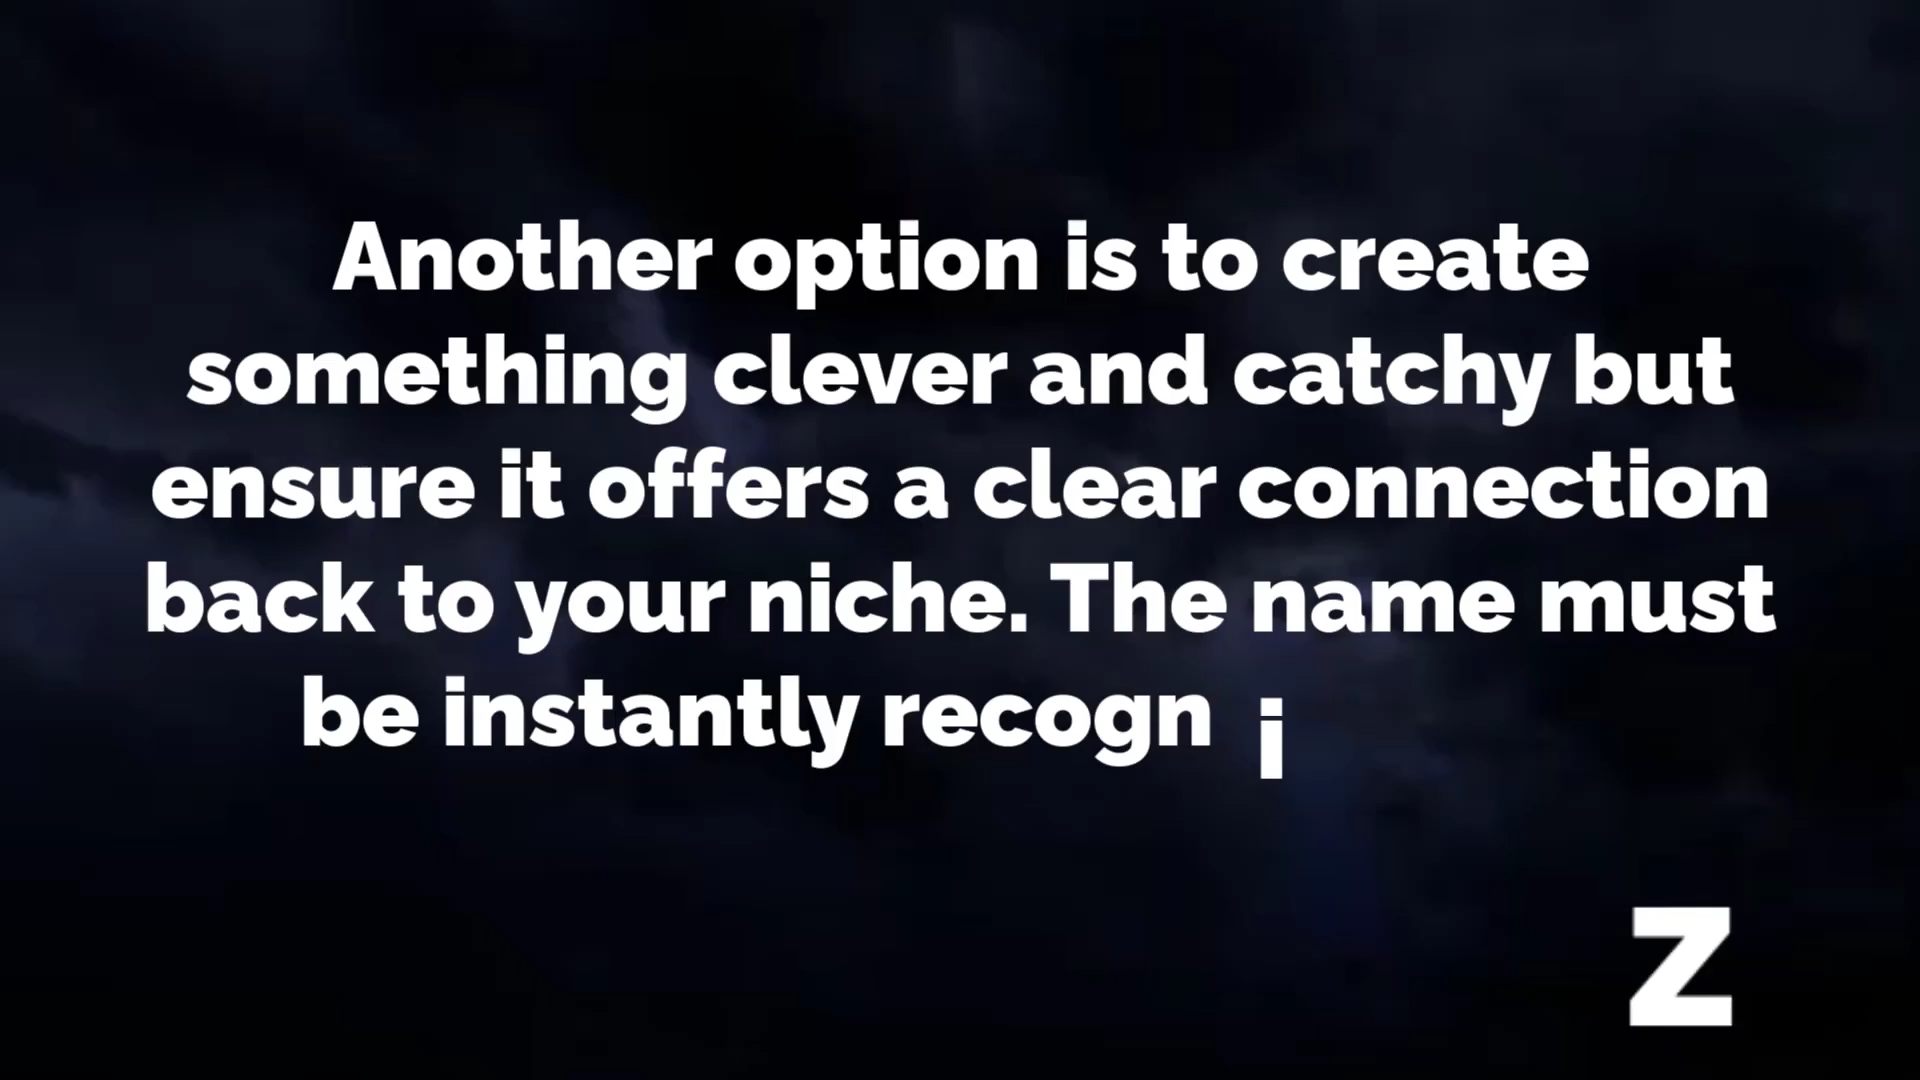 Another option is to create
something clever and catchy but
ensure it offers a clear connection
back to your niche. The name must
be instantly recogn i
z